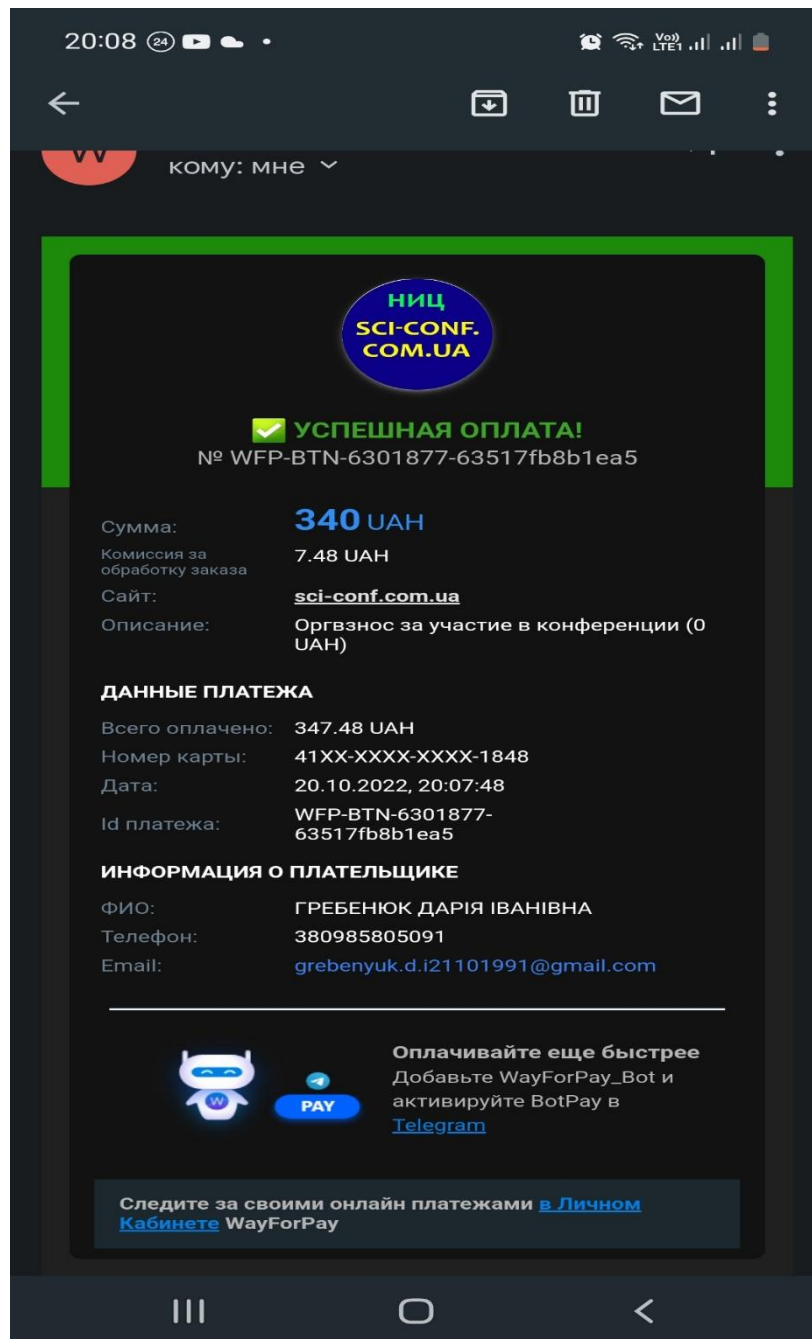 20:08 24
Vo)) LTE1
W
кому: мне
НИЦ
SCI-CONF.
COM.UA
УСПЕШНАЯ ОПЛАТА!
№ WFP-BTN-6301877-63517fb8b1ea5
Сумма: 340 UAH
Комиссия за обработку заказа 7.48 UAH
Сайт: sci-conf.com.ua
Описание: Оргвзнос за участие в конференции (0
UAH)
ДАННЫЕ ПЛАТЕЖА
Всего оплачено: 347.48 UAH
Номер карты: 41XX-XXXX-XXXX-1848
Дата: 20.10.2022, 20:07:48
Id платежа: WFP-BTN-6301877-
63517fb8b1ea5
ИНФОРМАЦИЯ О ПЛАТЕЛЬЩИКЕ
ФИО: ГРЕБЕНЮК ДАРІЯ ІВАНІВНА
Телефон: 380985805091
Email: grebenyuk.d.i21101991@gmail.com
Оплачивайте еще быстрее
Добавьте WayForPay_Bot и
активируйте BotPay в
Telegram
W
PAY
Следите за своими онлайн платежами в Личном
Кабинете WayForPay